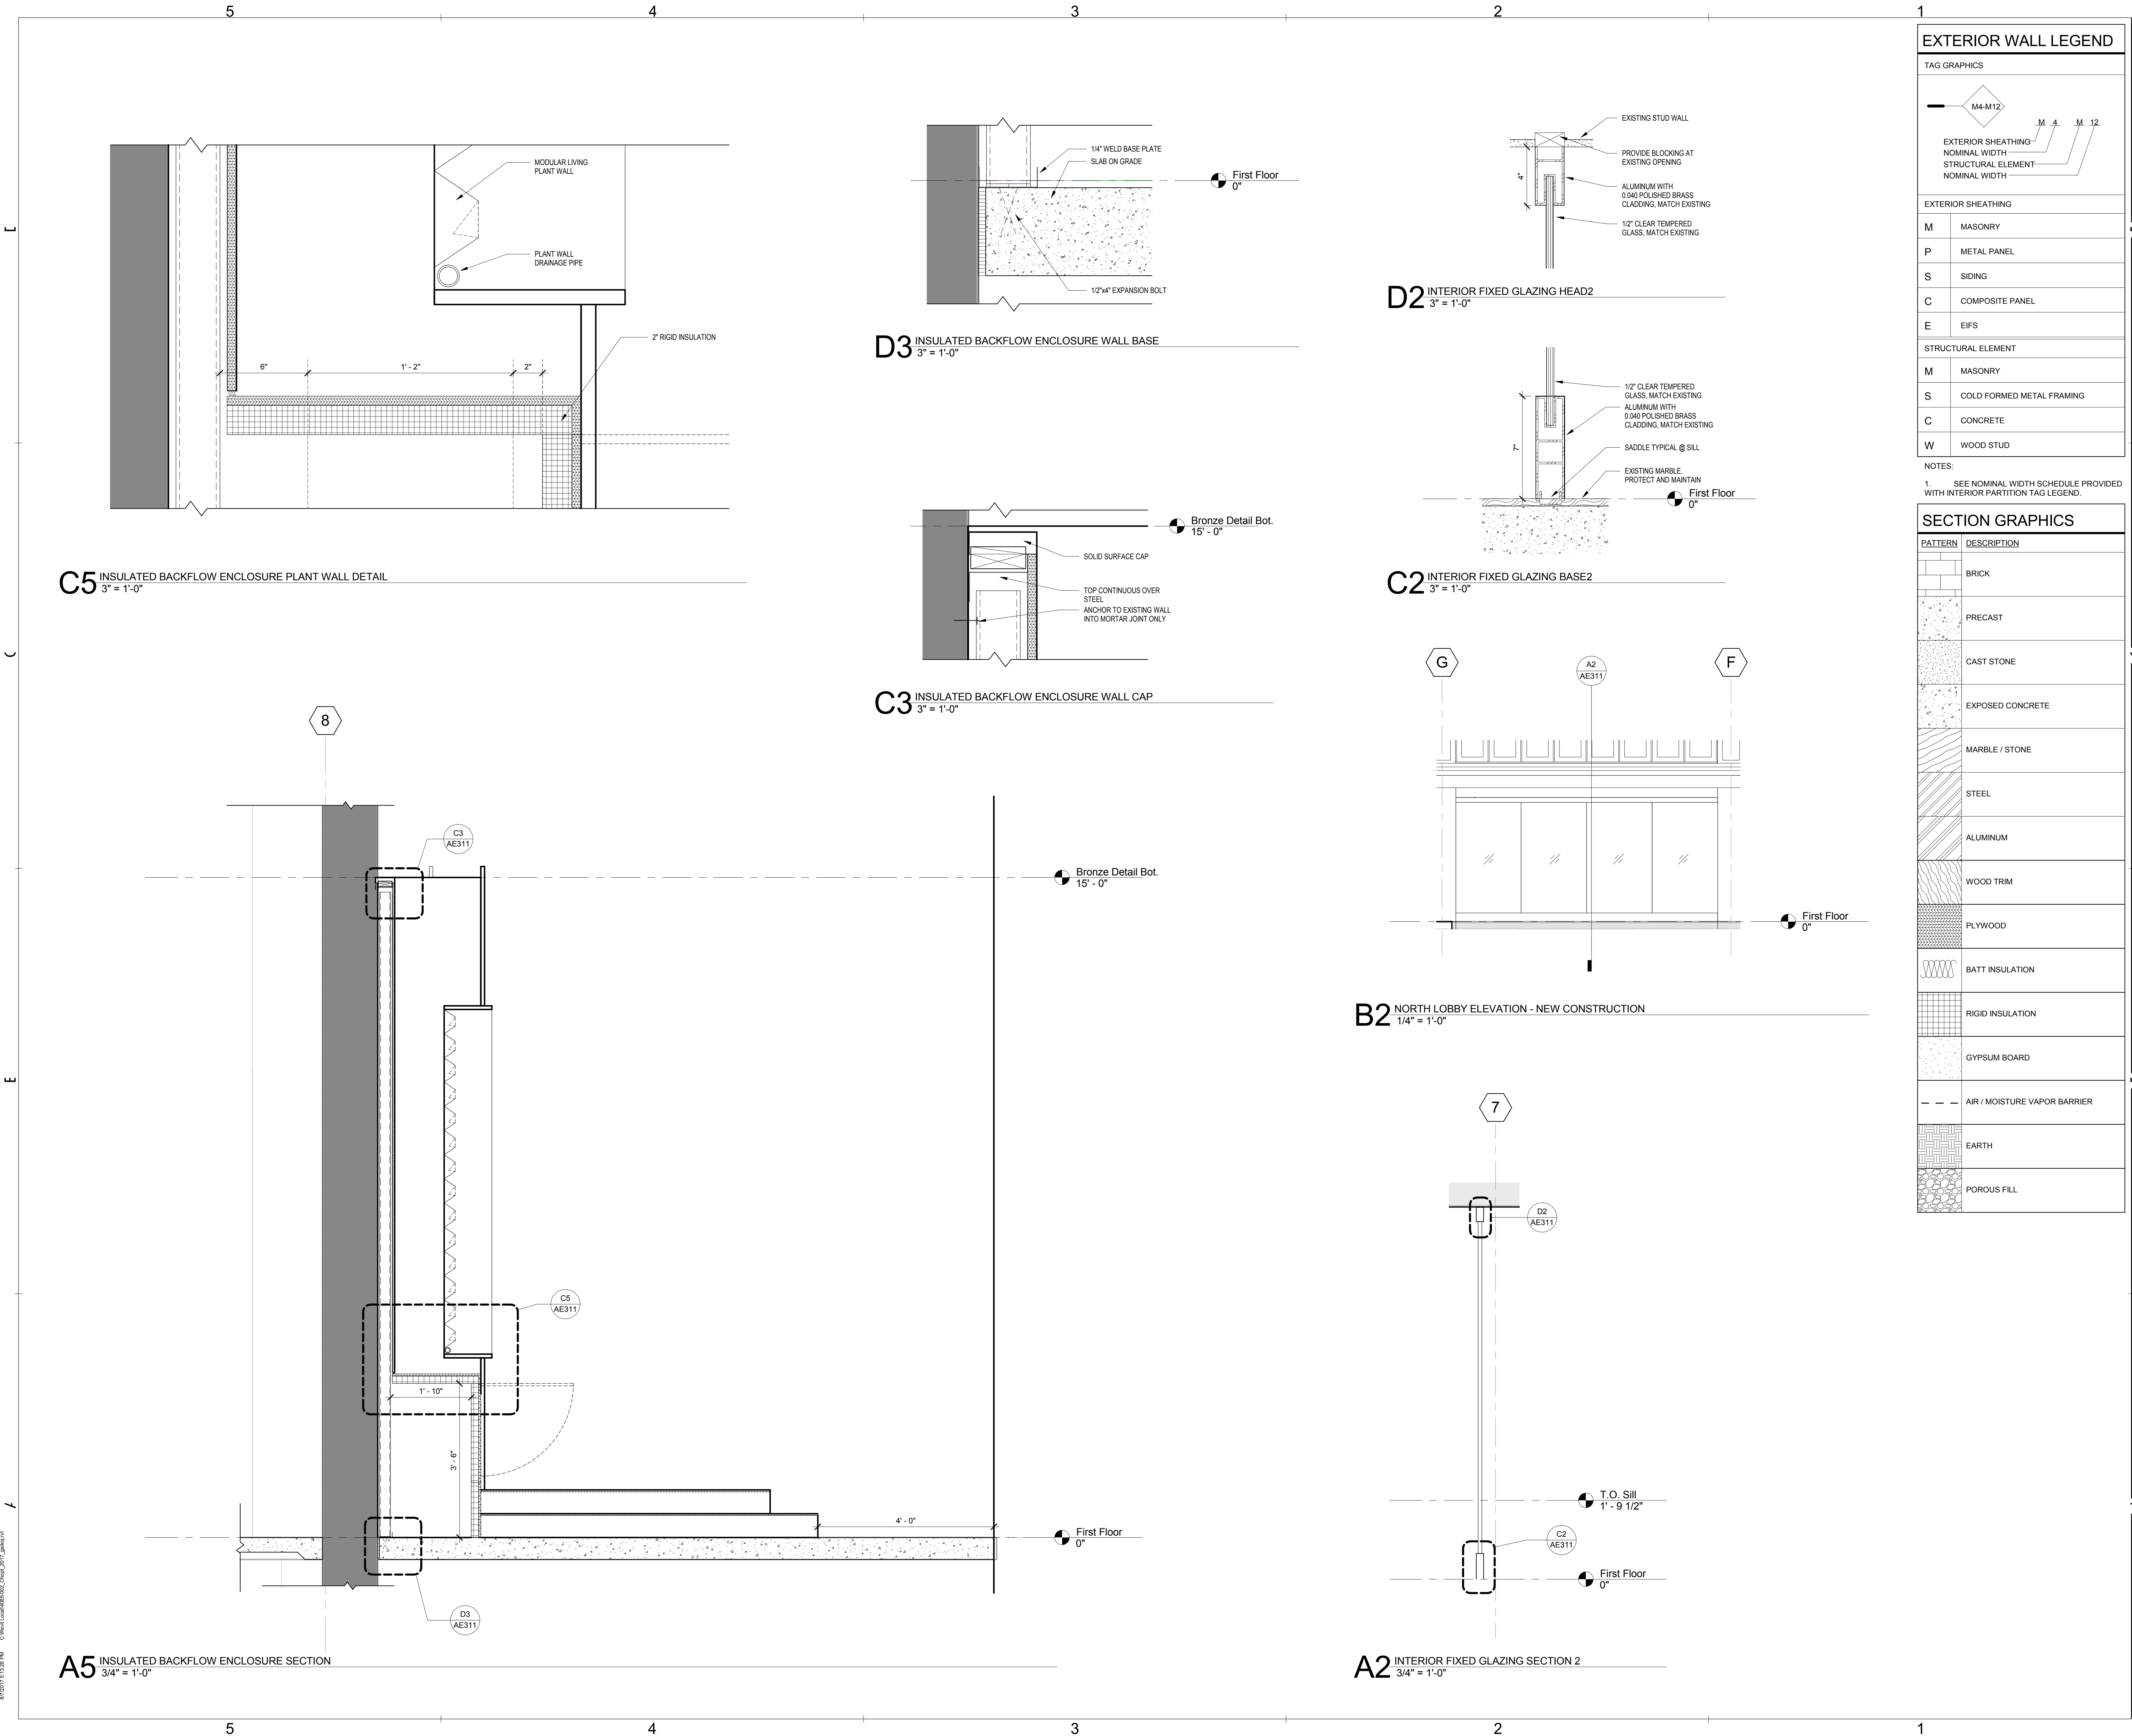 5
4
3
2
1
MODULAR LIVING
PLANT WALL
PLANT WALL
DRAINAGE PIPE
2" RIGID INSULATION
6"
1' - 2"
2"
C5
INSULATED BACKFLOW ENCLOSURE PLANT WALL DETAIL
3" = 1'-0"
1/4" WELD BASE PLATE
SLAB ON GRADE
First Floor
0"
1/2"x4" EXPANSION BOLT
D3
INSULATED BACKFLOW ENCLOSURE WALL BASE
3" = 1'-0"
Bronze Detail Bot.
15' - 0"
SOLID SURFACE CAP
TOP CONTINUOUS OVER
STEEL
ANCHOR TO EXISTING WALL
INTO MORTAR JOINT ONLY
C3
INSULATED BACKFLOW ENCLOSURE WALL CAP
3" = 1'-0"
EXISTING STUD WALL
PROVIDE BLOCKING AT
EXISTING OPENING
4"
ALUMINUM WITH
0.040 POLISHED BRASS
CLADDING, MATCH EXISTING
1/2" CLEAR TEMPERED
GLASS, MATCH EXISTING
D2
INTERIOR FIXED GLAZING HEAD2
3" = 1'-0"
1/2" CLEAR TEMPERED
GLASS, MATCH EXISTING
ALUMINUM WITH
0.040 POLISHED BRASS
CLADDING, MATCH EXISTING
7"
SADDLE TYPICAL @ SILL
EXISTING MARBLE,
PROTECT AND MAINTAIN
First Floor
0"
C2
INTERIOR FIXED GLAZING BASE2
3" = 1'-0"
G
A2
AE311
F
First Floor
0"
B2
NORTH LOBBY ELEVATION - NEW CONSTRUCTION
1/4" = 1'-0"
8
C3
AE311
Bronze Detail Bot.
15' - 0"
C5
AE311
1' - 10"
3' - 6"
4' - 0"
First Floor
0"
D3
AE311
A5
INSULATED BACKFLOW ENCLOSURE SECTION
3/4" = 1'-0"
7
D2
AE311
T.O. Sill
1' - 9 1/2"
C2
AE311
First Floor
0"
A2
INTERIOR FIXED GLAZING SECTION 2
3/4" = 1'-0"
EXTERIOR WALL LEGEND
TAG GRAPHICS
M4-M12
M 4 M 12
EXTERIOR SHEATHING
NOMINAL WIDTH
STRUCTURAL ELEMENT
NOMINAL WIDTH
EXTERIOR SHEATHING
M MASONRY
P METAL PANEL
S SIDING
C COMPOSITE PANEL
E EIFS
STRUCTURAL ELEMENT
M MASONRY
S COLD FORMED METAL FRAMING
C CONCRETE
W WOOD STUD
NOTES:
1. SEE NOMINAL WIDTH SCHEDULE PROVIDED
WITH INTERIOR PARTITION TAG LEGEND.
SECTION GRAPHICS
PATTERN DESCRIPTION
BRICK
PRECAST
CAST STONE
EXPOSED CONCRETE
MARBLE / STONE
STEEL
ALUMINUM
WOOD TRIM
PLYWOOD
BATT INSULATION
RIGID INSULATION
GYPSUM BOARD
AIR / MOISTURE VAPOR BARRIER
EARTH
POROUS FILL
C
A
8/7/2017 5:13:28 PM
5
4
3
2
1